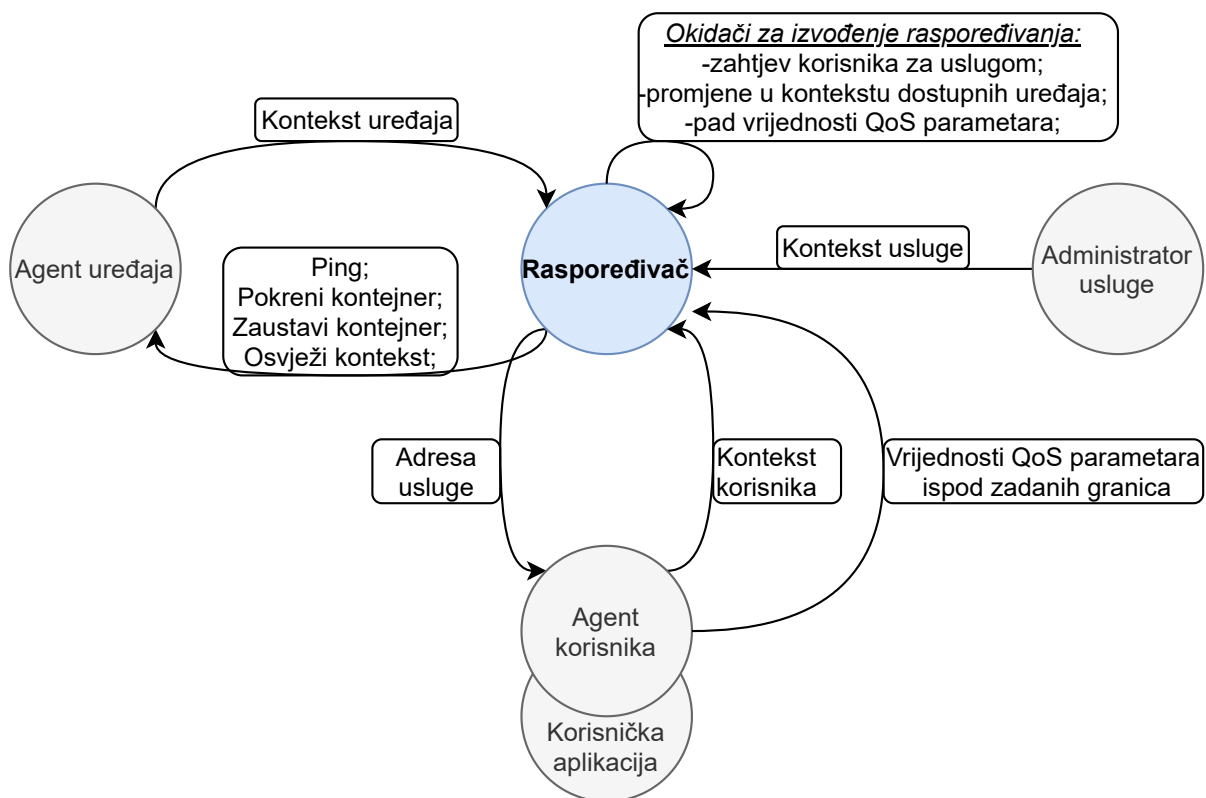 Okidači za izvođenje raspoređivanja:
-zahtjev korisnika za uslugom;
-promjene u kontekstu dostupnih uređaja;
-pad vrijednosti QoS parametara;
Kontekst uređaja
Agent uređaja
Ping;
Pokreni kontejner;
Zaustavi kontejner;
Osvježi kontekst;
Raspoređivač
Kontekst usluge
Administrator
usluge
Adresa
usluge
Kontekst
korisnika
Vrijednosti QoS parametara
ispod zadanih granica
Agent
korisnika
Korisnička
aplikacija